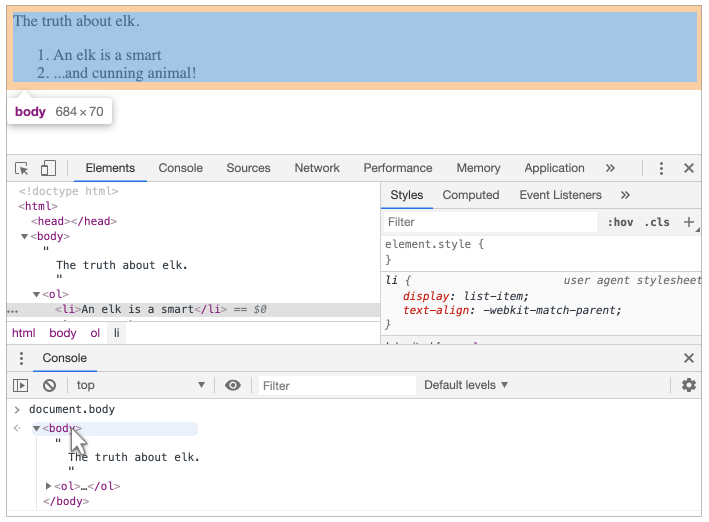 The truth about elk.
1. An elk is a smart
2. ...and cunning animal!
body 684 × 70
Elements Console Sources Network Performance Memory Application »
Styles Computed Event Listeners »
<!doctype html>
<html>
<head></head>
<body>
"
The truth about elk.
"
<ol>
… <li>An elk is a smart</li> == $0
html body ol li
Filter :hov .cls +
element.style {
}
li { user agent stylesheet
display: list-item;
text-align: -webkit-match-parent;
}
Console
top Filter Default levels
> document.body
<body>
"
The truth about elk.
"
<ol>…</ol>
</body>